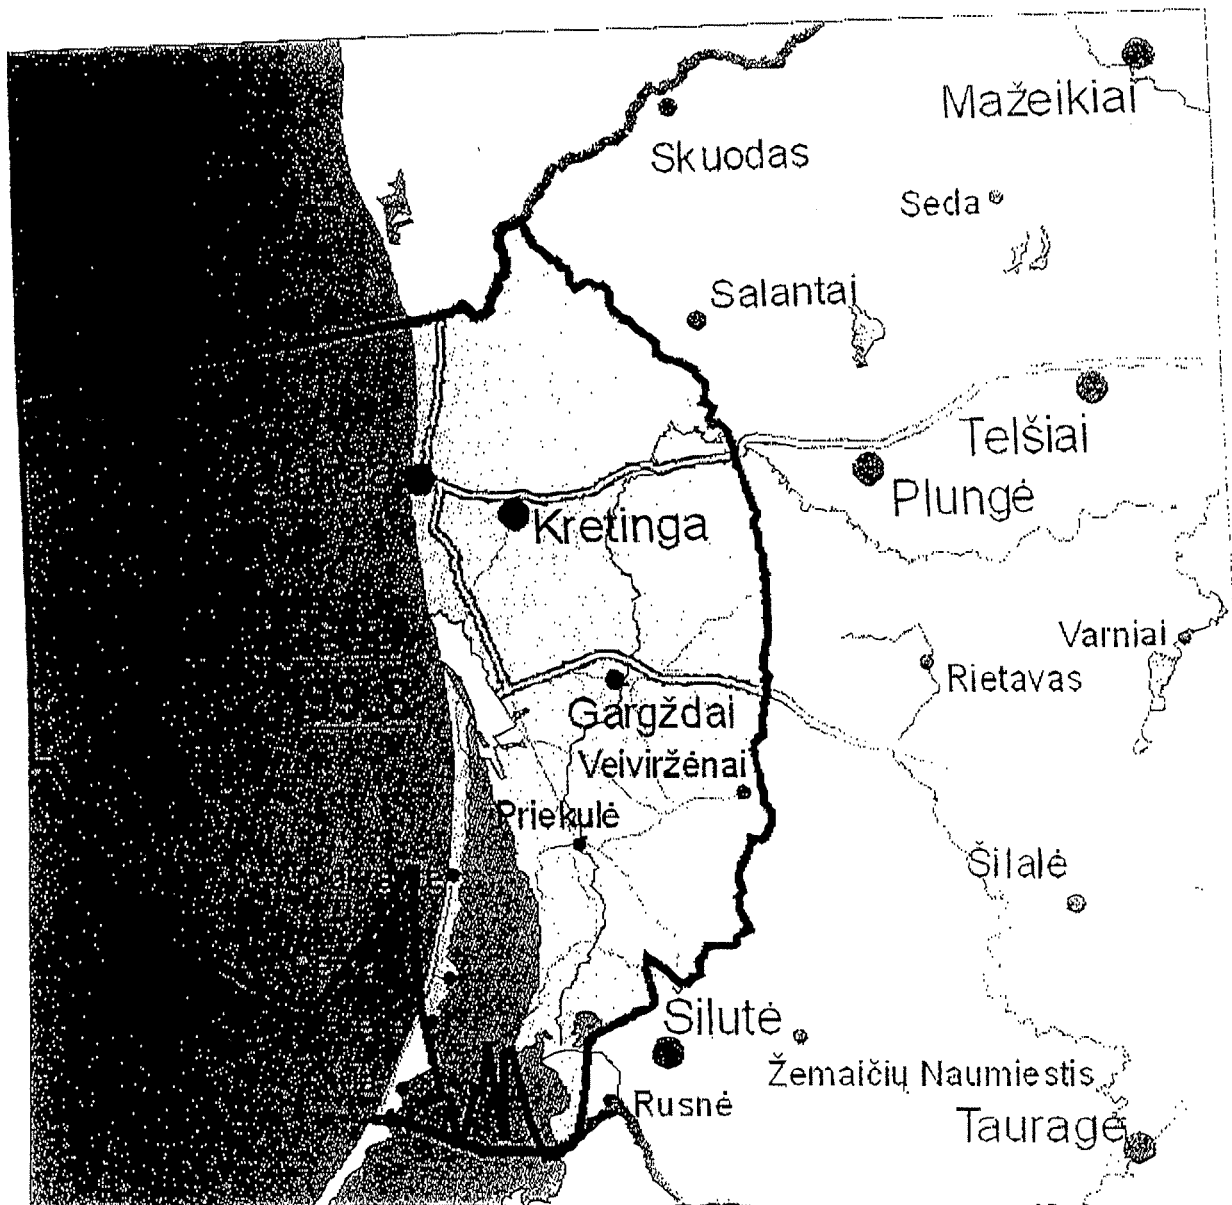 Mažeikiai
Skuodas
Seda
Salantai
Telšiai
Plungė
Kretinga
Varniai
Rietavas
Gargždai
Veiviržėnai
Priekulė
Šilalė
Šilutė
Žemaičių Naumiestis
Rusnė
Tauragė